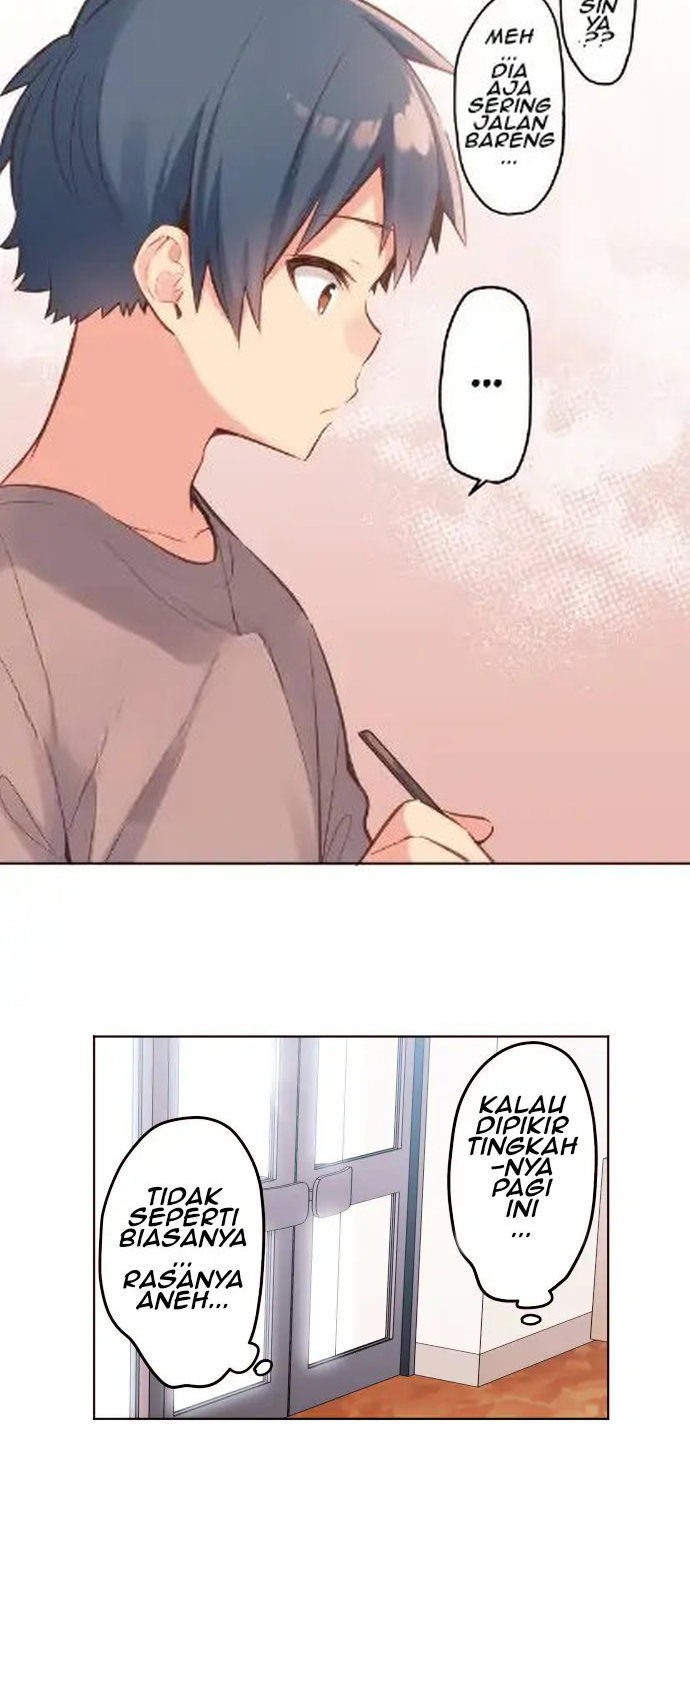 SIN
YA
??
MEH
...
DIA
AJA
SERING
JALAN
BARENG
...
...
KALAU
DIPIKIR
TINGKAH
-NYA
PAGI
INI
...
TIDAK
SEPERTI
BIASANYA
...
RASANYA
ANEH...